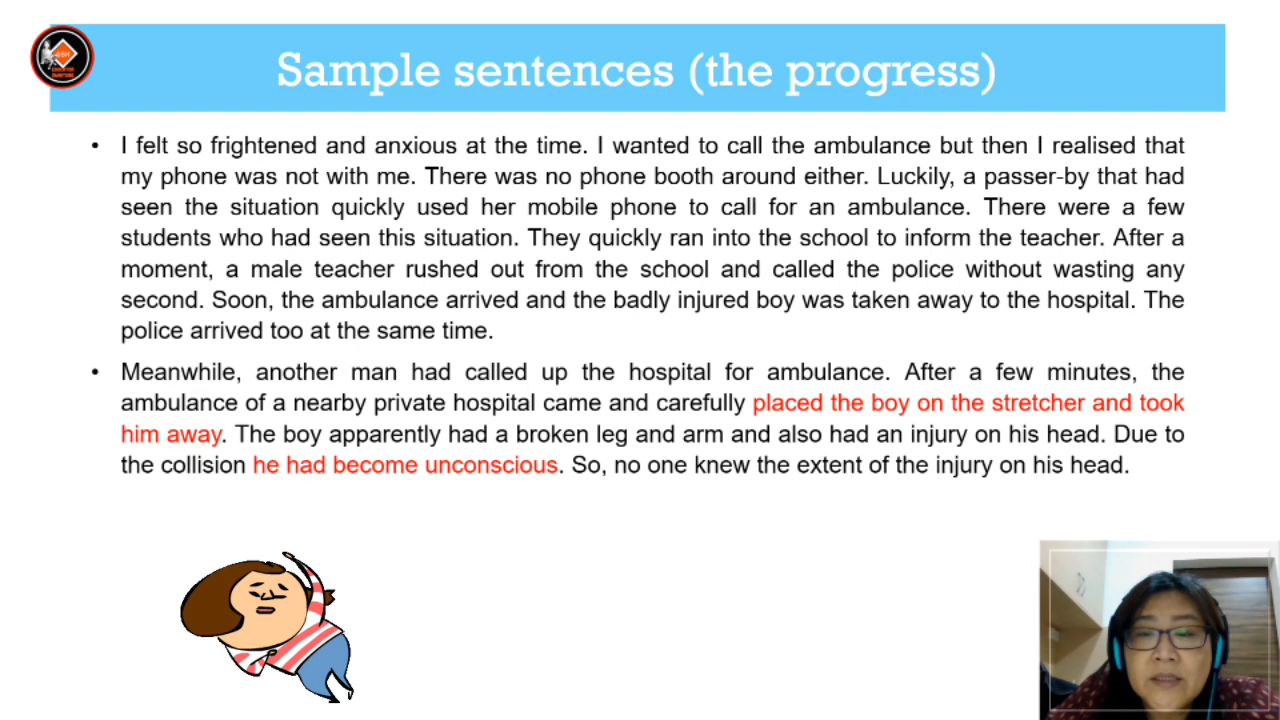 Sample sentences (the progress)
• I felt so frightened and anxious at the time. I wanted to call the ambulance but then I realised that
my phone was not with me. There was no phone booth around either. Luckily, a passer-by that had
seen the situation quickly used her mobile phone to call for an ambulance. There were a few
students who had seen this situation. They quickly ran into the school to inform the teacher. After a
moment, a male teacher rushed out from the school and called the police without wasting any
second. Soon, the ambulance arrived and the badly injured boy was taken away to the hospital. The
police arrived too at the same time.
• Meanwhile, another man had called up the hospital for ambulance. After a few minutes, the
ambulance of a nearby private hospital came and carefully placed the boy on the stretcher and took
him away. The boy apparently had a broken leg and arm and also had an injury on his head. Due to
the collision he had become unconscious. So, no one knew the extent of the injury on his head.